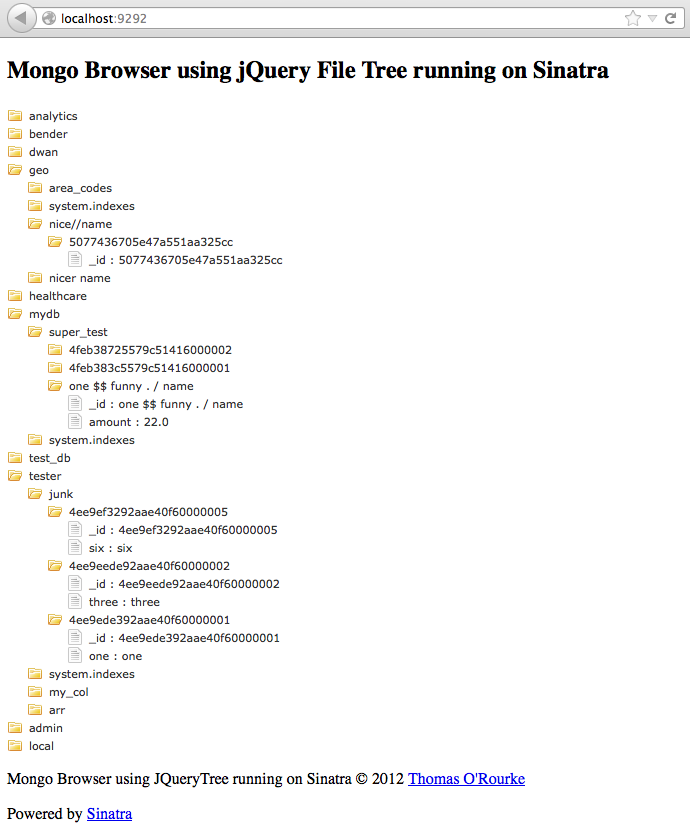 localhost:9292
Mongo Browser using jQuery File Tree running on Sinatra
analytics
bender
dwan
geo
area_codes
system.indexes
nice//name
5077436705e47a551aa325cc
_id : 5077436705e47a551aa325cc
nicer name
healthcare
mydb
super_test
4feb38725579c51416000002
4feb383c5579c51416000001
one $$ funny . / name
_id : one $$ funny . / name
amount : 22.0
system.indexes
test_db
tester
junk
4ee9ef3292aae40f60000005
_id : 4ee9ef3292aae40f60000005
six : six
4ee9eede92aae40f60000002
_id : 4ee9eede92aae40f60000002
three : three
4ee9ede392aae40f60000001
_id : 4ee9ede392aae40f60000001
one : one
system.indexes
my_col
arr
admin
local
Mongo Browser using JQueryTree running on Sinatra © 2012 Thomas O'Rourke
Powered by Sinatra